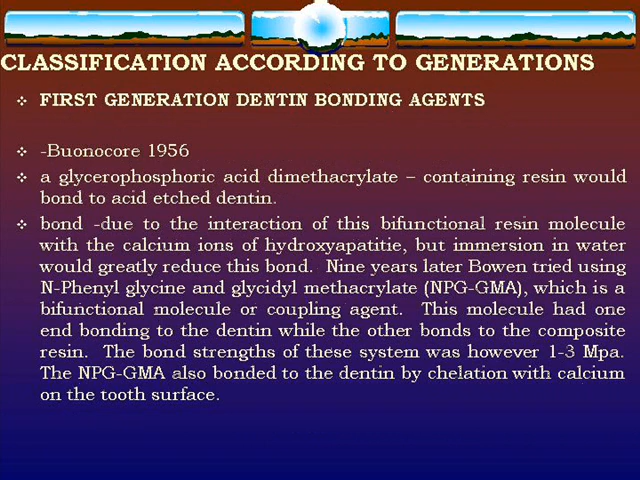 CLASSIFICATION ACCORDING TO GENERATIONS
FIRST GENERATION DENTIN BONDING AGENTS
-Buonocore 1956
a glycerophosphoric acid dimethacrylate – containing resin would
bond to acid etched dentin.
bond -due to the interaction of this bifunctional resin molecule
with the calcium ions of hydroxyapatitie, but immersion in water
would greatly reduce this bond. Nine years later Bowen tried using
N-Phenyl glycine and glycidyl methacrylate (NPG-GMA), which is a
bifunctional molecule or coupling agent. This molecule had one
end bonding to the dentin while the other bonds to the composite
resin. The bond strengths of these system was however 1-3 Mpa.
The NPG-GMA also bonded to the dentin by chelation with calcium
on the tooth surface.